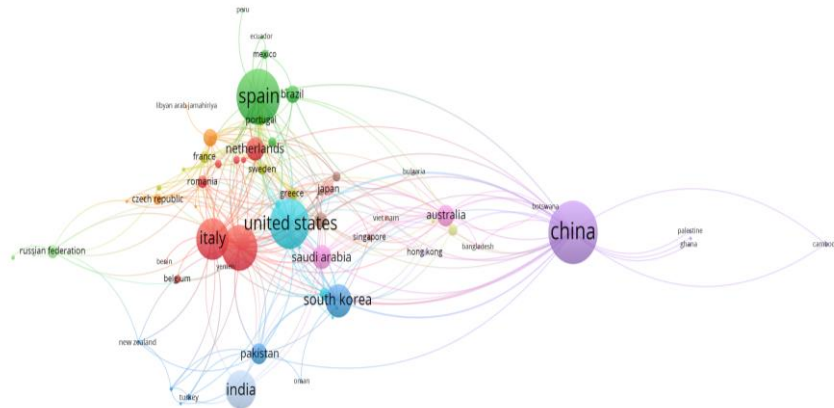 peru
ecuador
mexico
spain
brazil
libyan arab jamahiriya
portugal
netherlands
france
sweden
romania
greece
japan
bulgaria
czech republic
botswana
united states
vietnam
australia
china
italy
singapore
palestine
ghana
russian federation
hong kong
bangladesh
saudi arabia
benin
yemen
belgium
south korea
new zealand
pakistan
oman
india
turkey